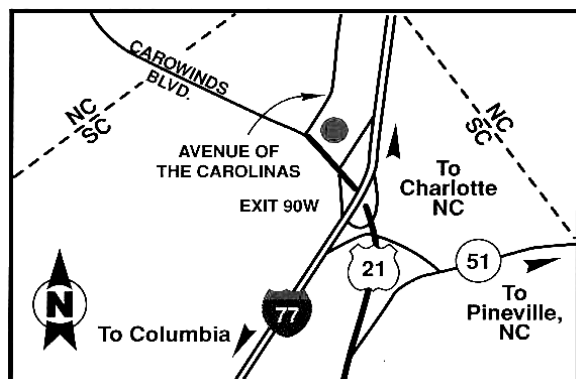 CAROWINDS
BLVD.
NC
SC
NC
SC
AVENUE OF
THE CAROLINAS
To
Charlotte
NC
EXIT 90W
21
51
N
77
To Columbia
To
Pineville,
NC